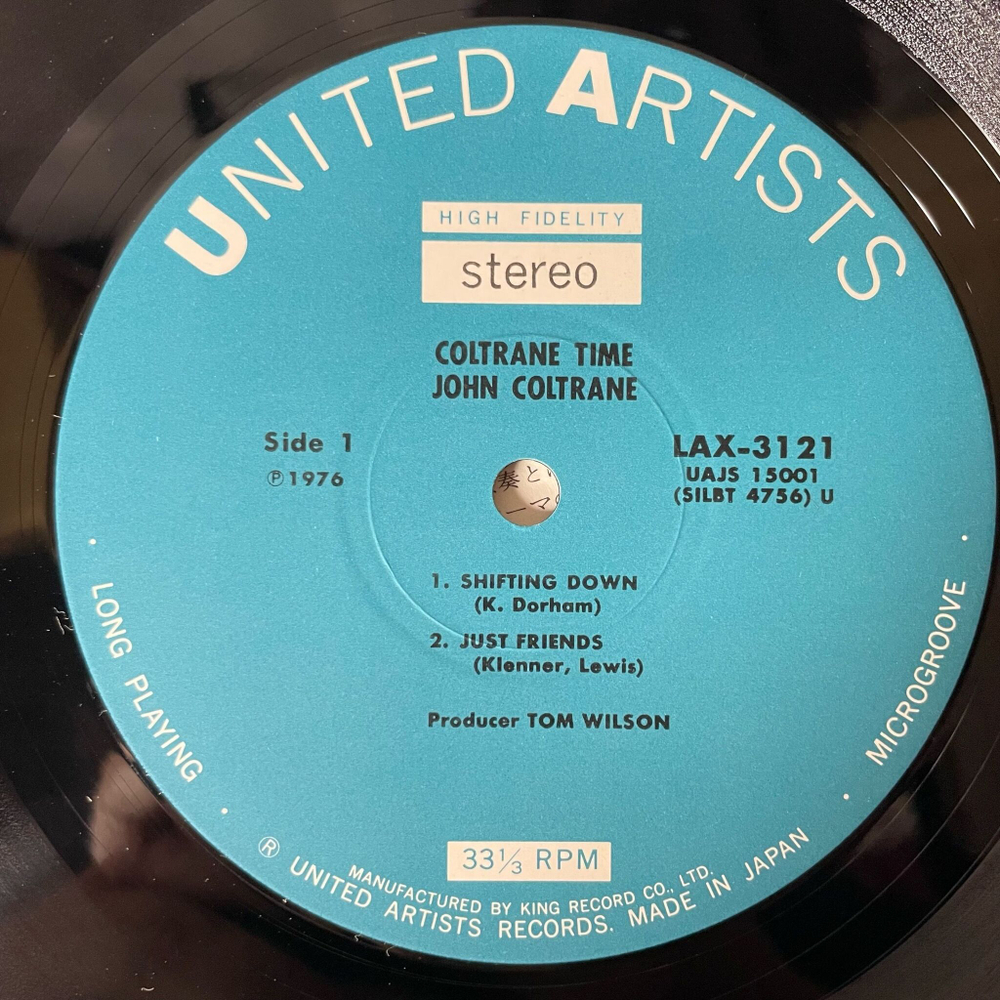 UNITED ARTISTS
HIGH FIDELITY
stereo
COLTRANE TIME
JOHN COLTRANE
Side 1
℗1976
LAX-3121
UAJS 15001
(SILBT 4756) U
1. SHIFTING DOWN
(K. Dorham)
2. JUST FRIENDS
(Klenner, Lewis)
Producer TOM WILSON
· LONG PLAYING ·
· MICROGROOVE ·
33⅓ RPM
MANUFACTURED BY KING RECORD CO., LTD.
® UNITED ARTISTS RECORDS. MADE IN JAPAN